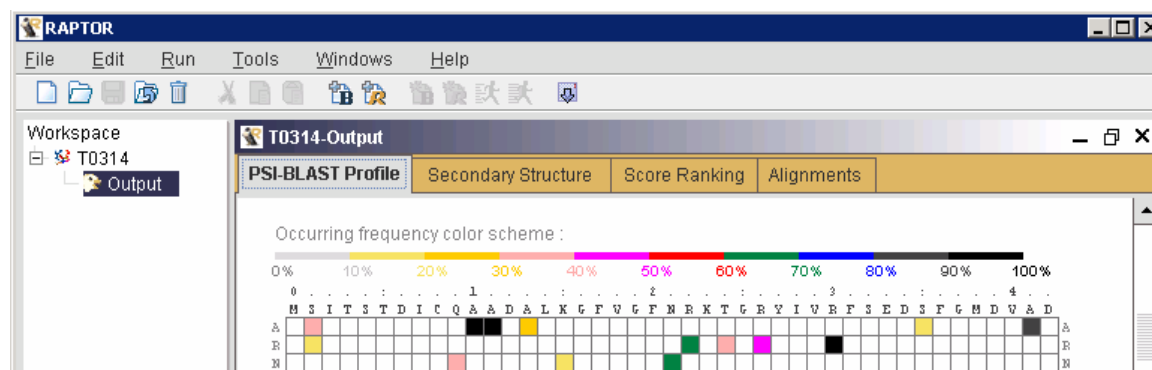 RAPTOR
File Edit Run Tools Windows Help
Workspace
T0314
Output
T0314-Output
PSI-BLAST Profile Secondary Structure Score Ranking Alignments
Occurring frequency color scheme :
0% 10% 20% 30% 40% 50% 60% 70% 80% 90% 100%
0 . . . . : . . . . 1 . . . . : . . . . 2 . . . . : . . . . 3 . . . . : . . . . 4 . .
M S I T S T D I C Q A A D A L K G F V G F N R K T G R Y I V R F S E D S F G M D V A D
A A
R R
N N